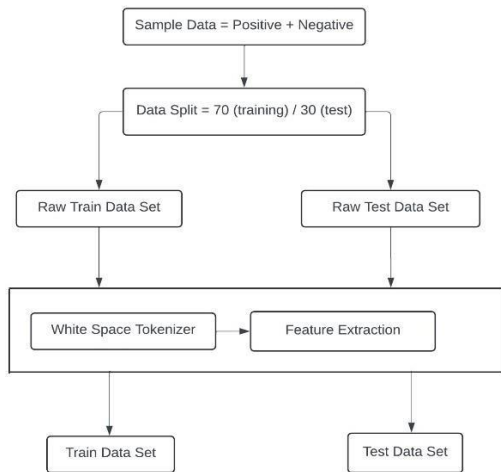 Sample Data = Positive + Negative
Data Split = 70 (training) / 30 (test)
Raw Train Data Set
Raw Test Data Set
White Space Tokenizer
Feature Extraction
Train Data Set
Test Data Set